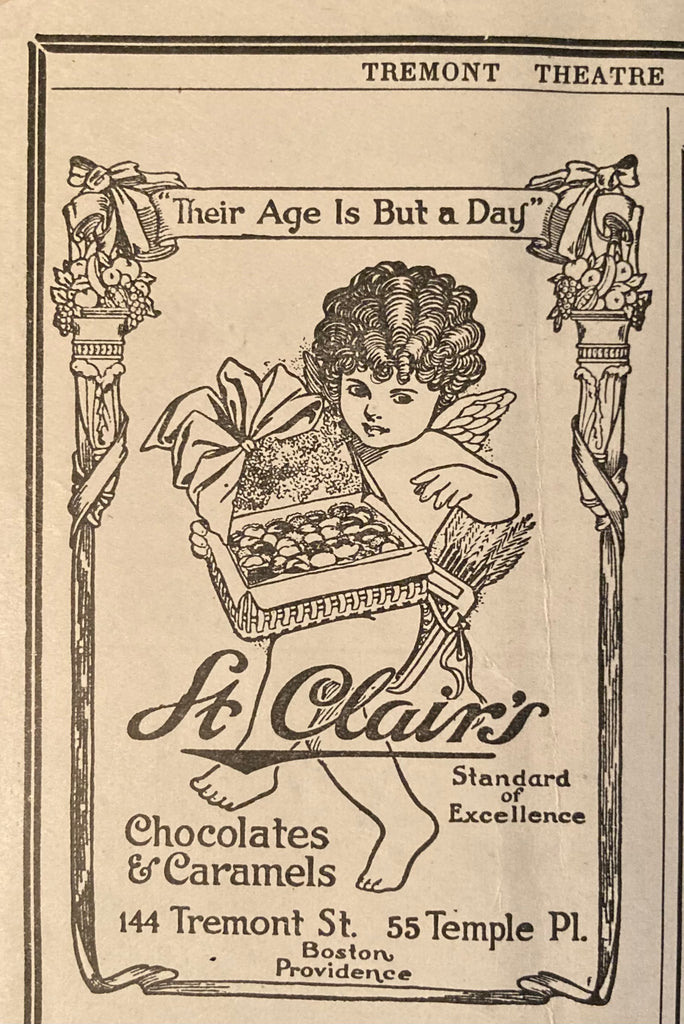 TREMONT THEATRE
"Their Age Is But a Day"
St Clair's
Standard
of
Excellence
Chocolates
& Caramels
144 Tremont St. 55 Temple Pl.
Boston,
Providence